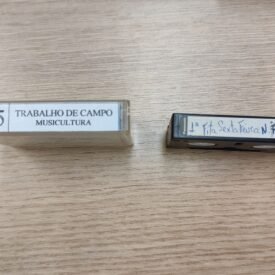 5
TRABALHO DE CAMPO
MUSICULTURA
1ª Fita Sexta Feira N